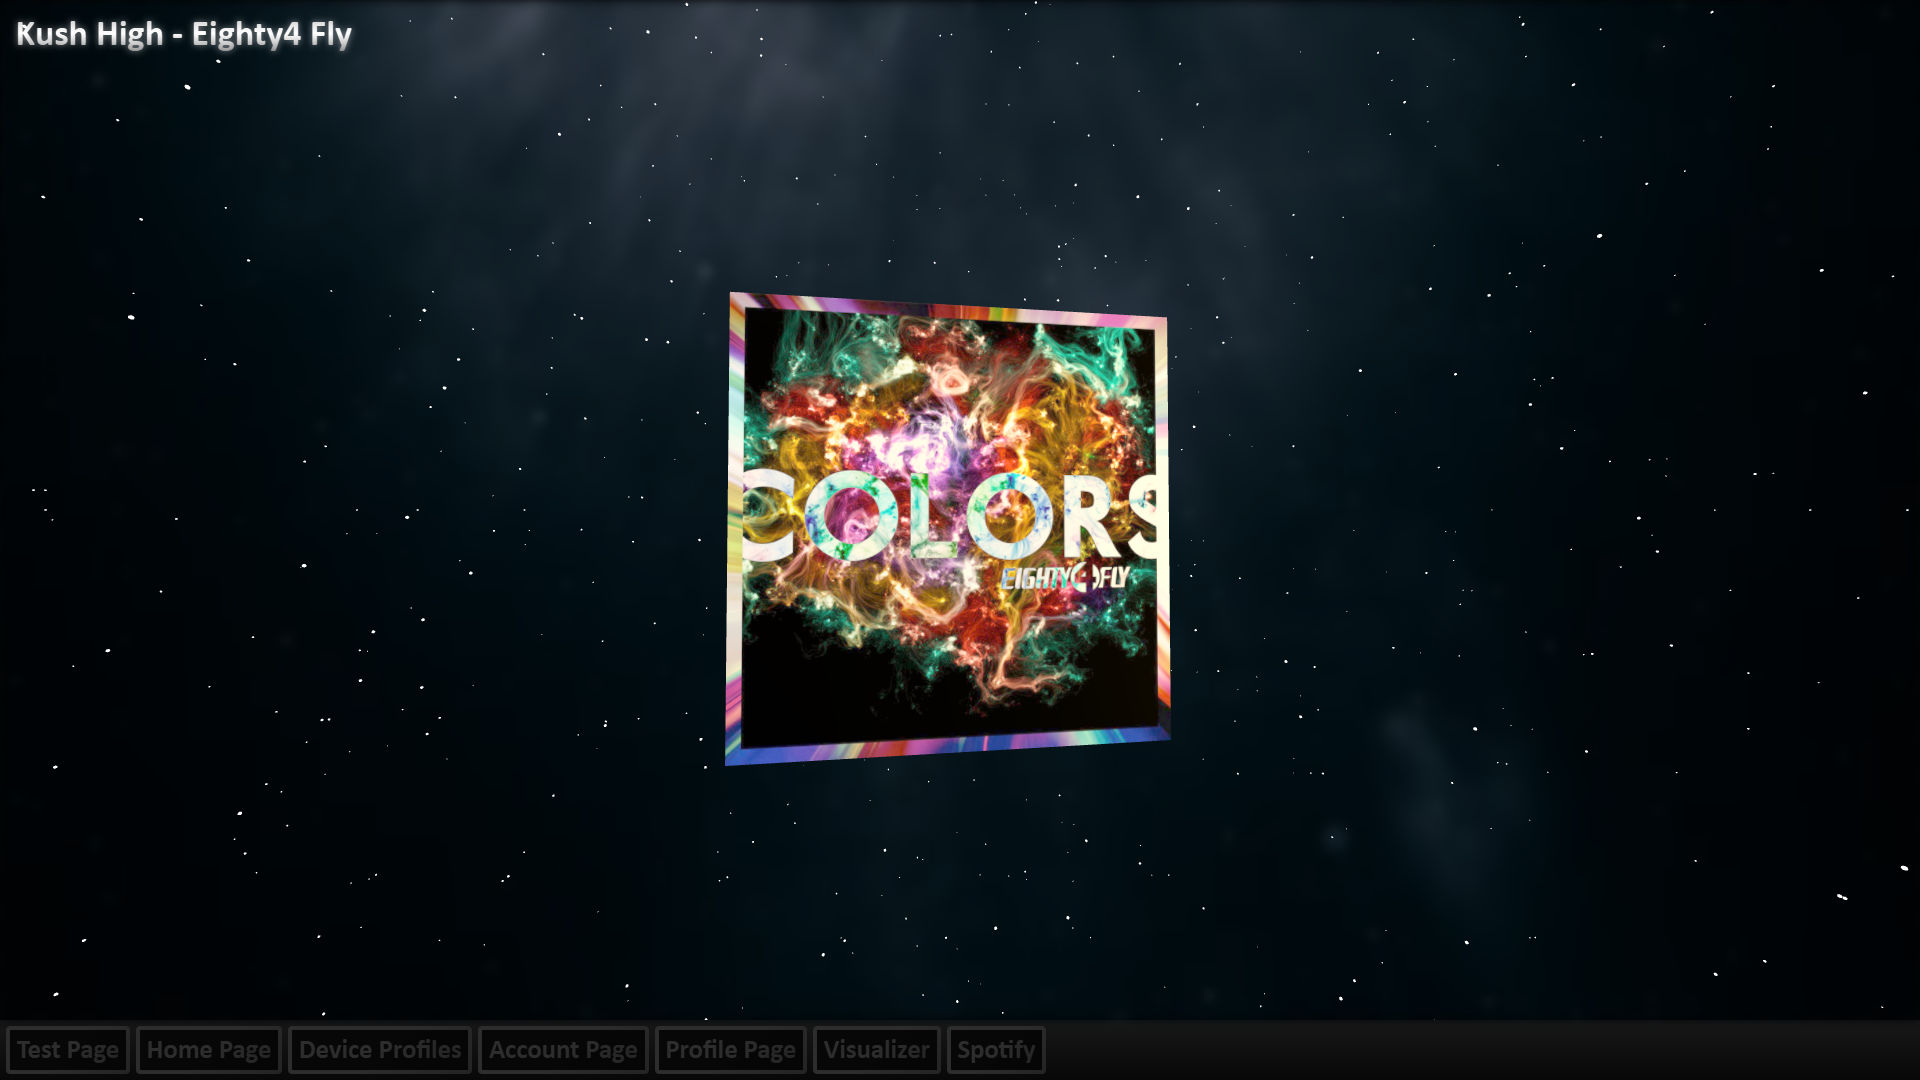 Kush High - Eighty4 Fly
COLORS
EIGHTY4FLY
Test Page
Home Page
Device Profiles
Account Page
Profile Page
Visualizer
Spotify